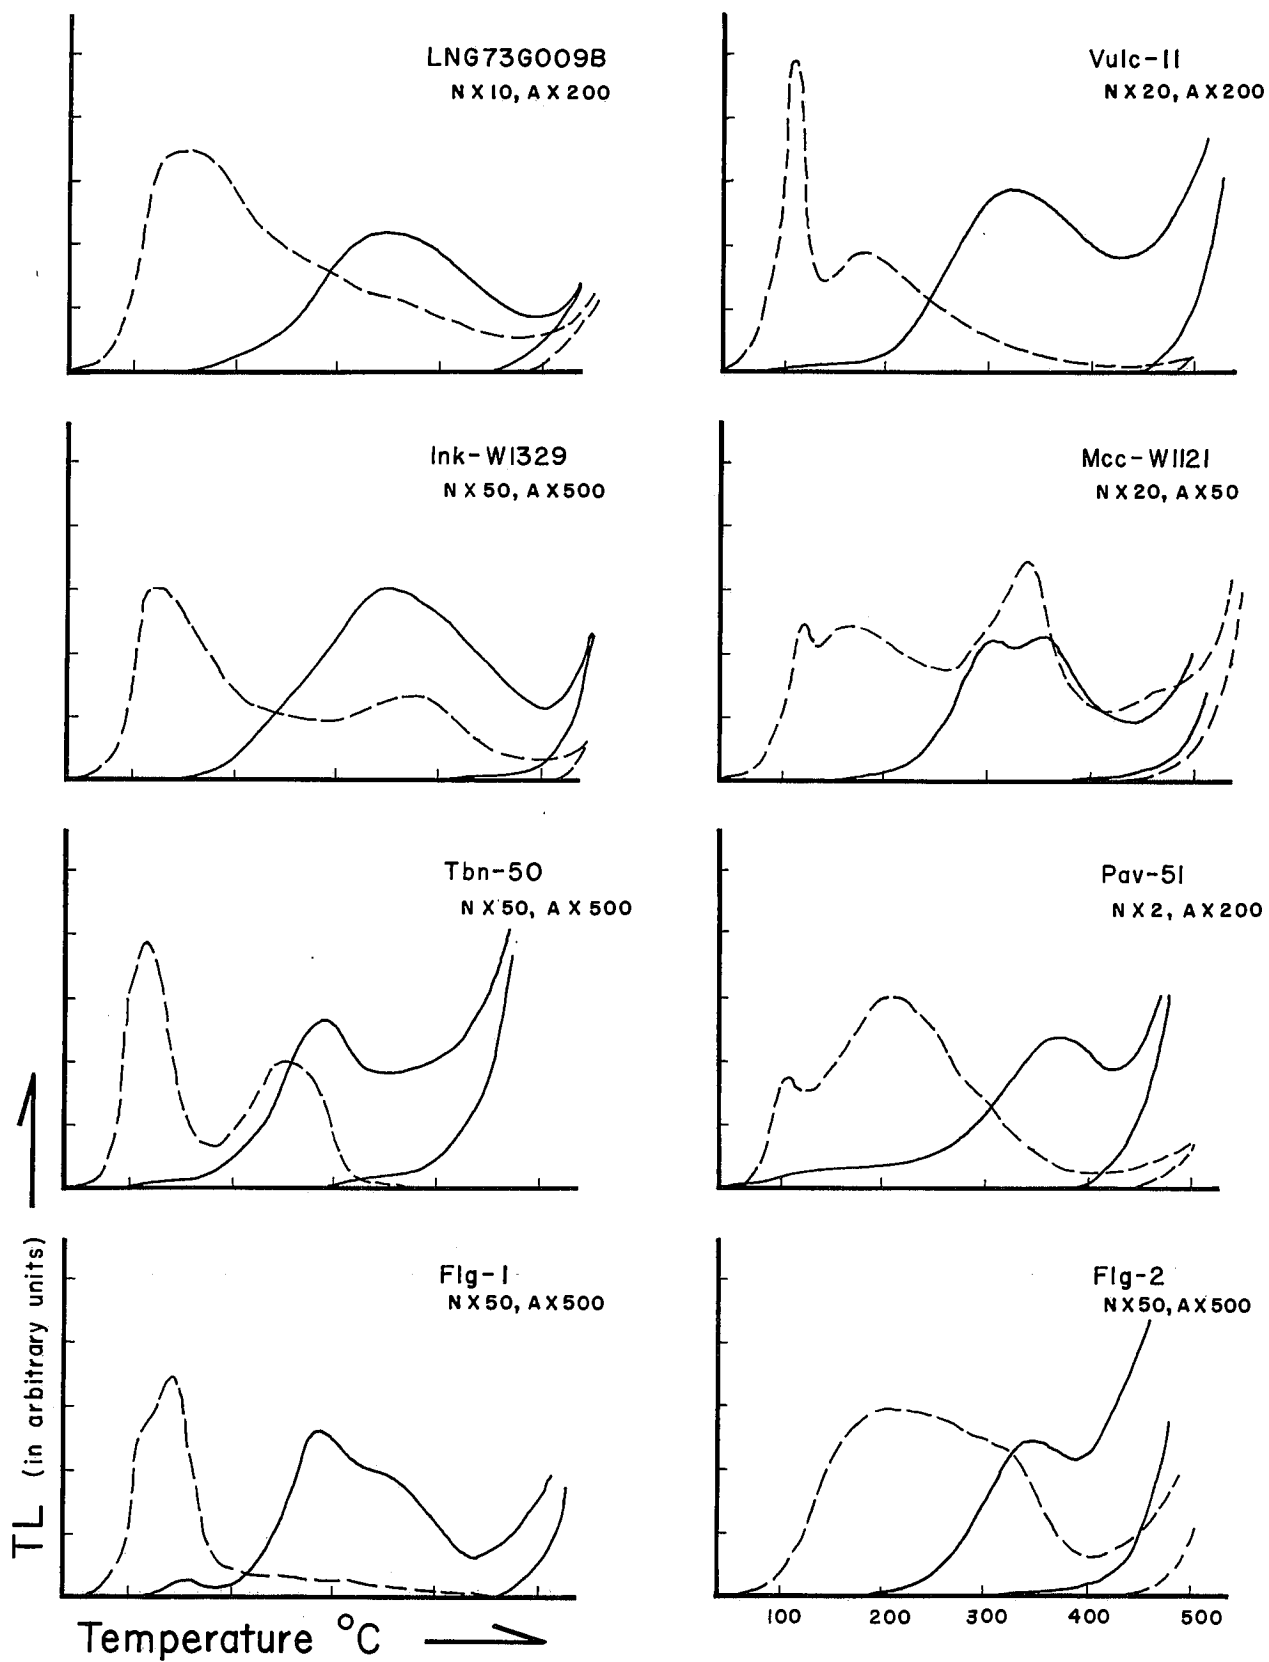 LNG73G009B
N X 10, A X 200
Vulc-11
N X 20, A X 200
Ink-W1329
N X 50, A X 500
Mcc-W1121
N X 20, A X 50
Tbn-50
N X 50, A X 500
Pav-51
N X 2, A X 200
Flg-1
N X 50, A X 500
Flg-2
N X 50, A X 500
TL (in arbitrary units)
100 200 300 400 500
Temperature °C